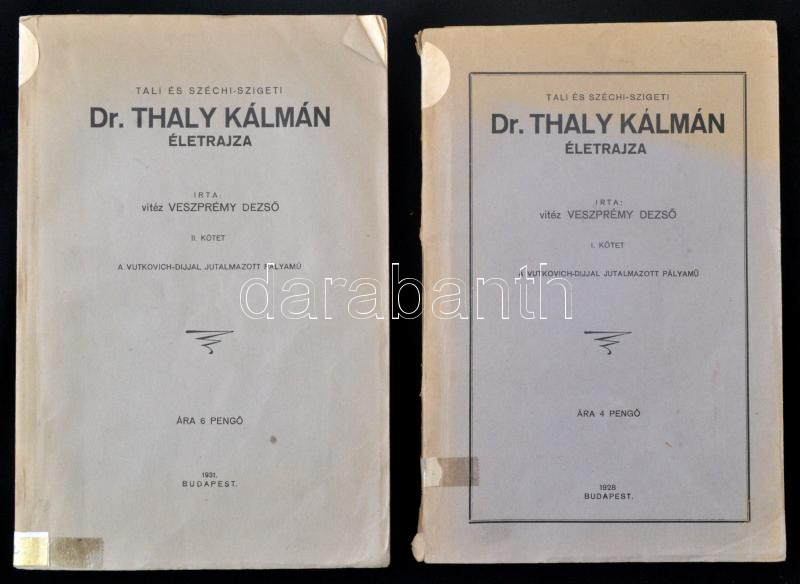 TALI ÉS SZÉCHI-SZIGETI
Dr. THALY KÁLMÁN
ÉLETRAJZA
IRTA:
vitéz VESZPRÉMY DEZSŐ
II. KÖTET
A VUTKOVICH-DIJJAL JUTALMAZOTT PÁLYAMŰ
ÁRA 6 PENGŐ
1931.
BUDAPEST.
TALI ÉS SZÉCHI-SZIGETI
Dr. THALY KÁLMÁN
ÉLETRAJZA
IRTA:
vitéz VESZPRÉMY DEZSŐ
I. KÖTET
A VUTKOVICH-DIJJAL JUTALMAZOTT PÁLYAMŰ
ÁRA 4 PENGŐ
1928
BUDAPEST.
darabanth